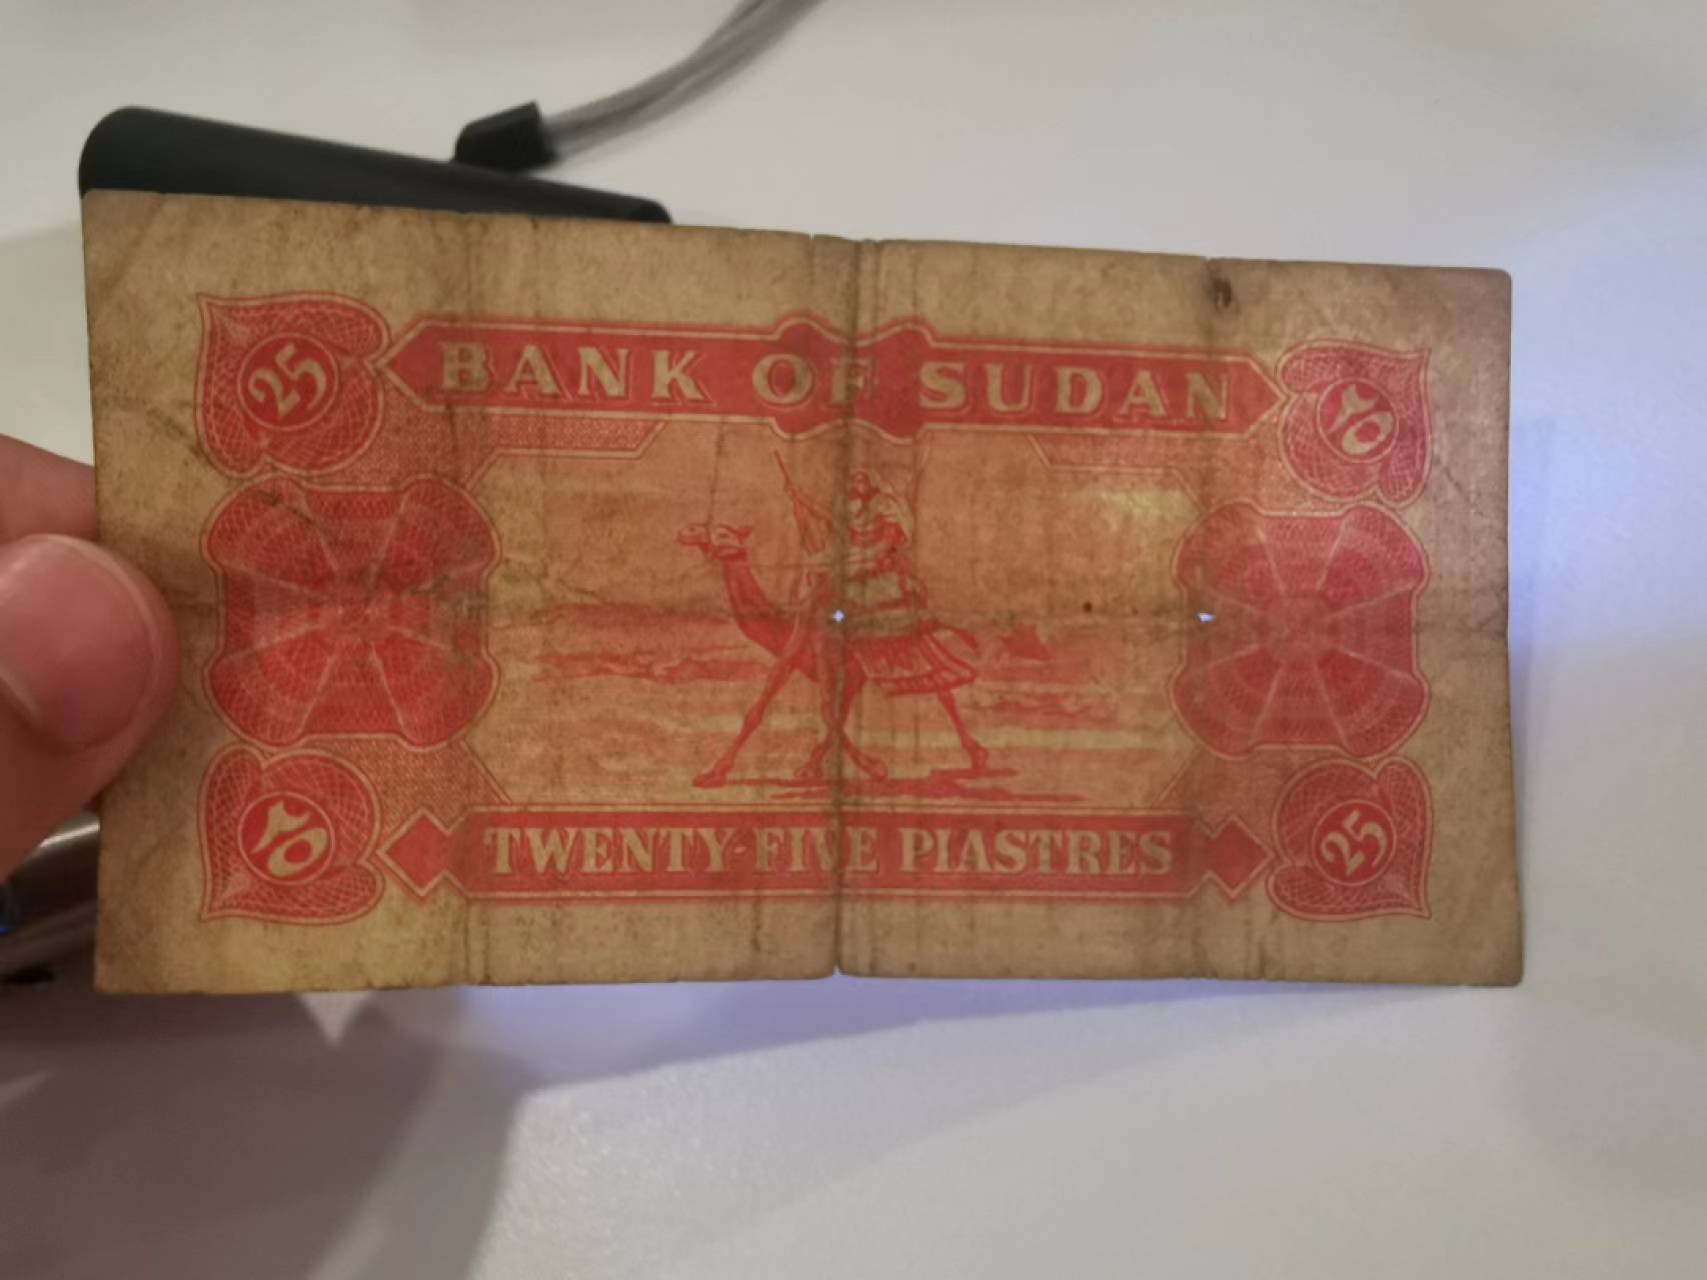 25
BANK OF SUDAN
٢٥
٢٥
TWENTY-FIVE PIASTRES
25